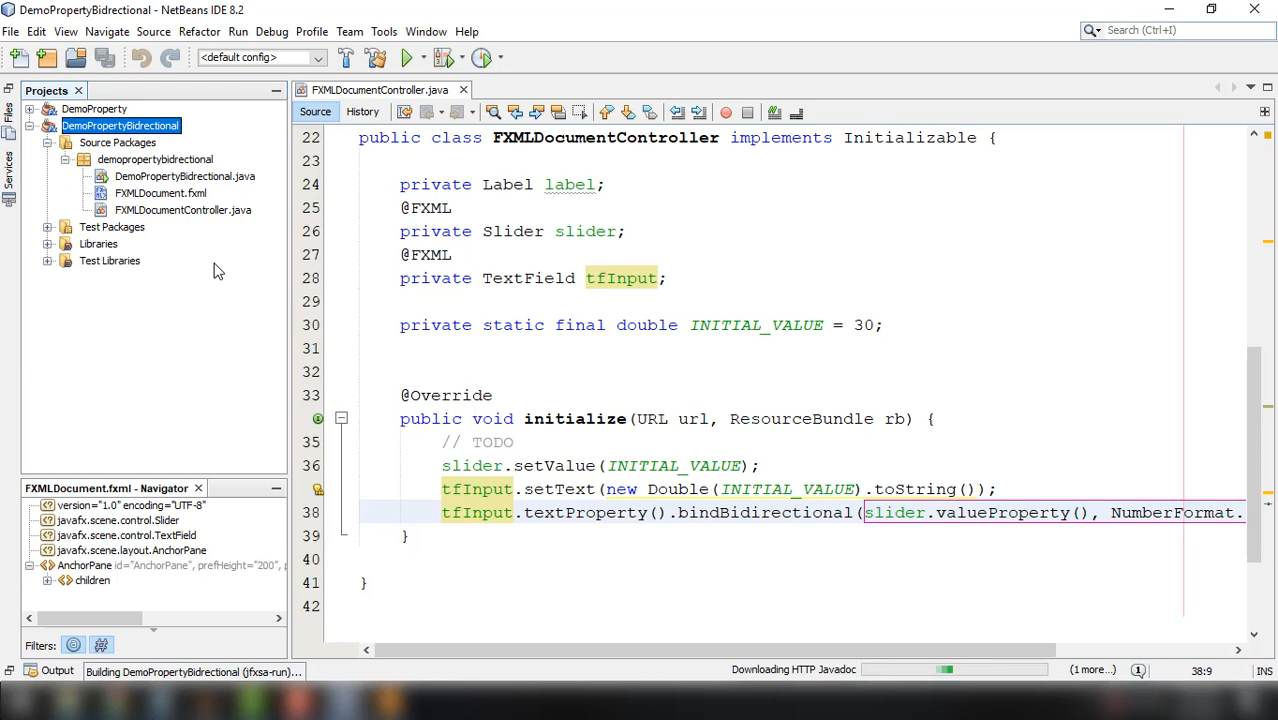 DemoPropertyBidirectional - NetBeans IDE 8.2
File Edit View Navigate Source Refactor Run Debug Profile Team Tools Window Help
Search (Ctrl+I)
<default config>
Projects
FXMLDocumentController.java
Files
Services
Source History
DemoProperty
DemoPropertyBidirectional
Source Packages
demopropertybidirectional
DemoPropertyBidirectional.java
FXMLDocument.fxml
FXMLDocumentController.java
Test Packages
Libraries
Test Libraries
22 public class FXMLDocumentController implements Initializable {
23
24 private Label label;
25 @FXML
26 private Slider slider;
27 @FXML
28 private TextField tfInput;
29
30 private static final double INITIAL_VALUE = 30;
31
32
33 @Override
public void initialize(URL url, ResourceBundle rb) {
35 // TODO
36 slider.setValue(INITIAL_VALUE);
tfInput.setText(new Double(INITIAL_VALUE).toString());
38 tfInput.textProperty().bindBidirectional(slider.valueProperty(), NumberFormat.
39 }
40
41 }
42
FXMLDocument.fxml - Navigator
version="1.0" encoding="UTF-8"
javafx.scene.control.Slider
javafx.scene.control.TextField
javafx.scene.layout.AnchorPane
AnchorPane id="AnchorPane", prefHeight="200", p
children
Filters:
Output
Building DemoPropertyBidirectional (jfxsa-run)...
Downloading HTTP Javadoc
(1 more...)
38:9
INS